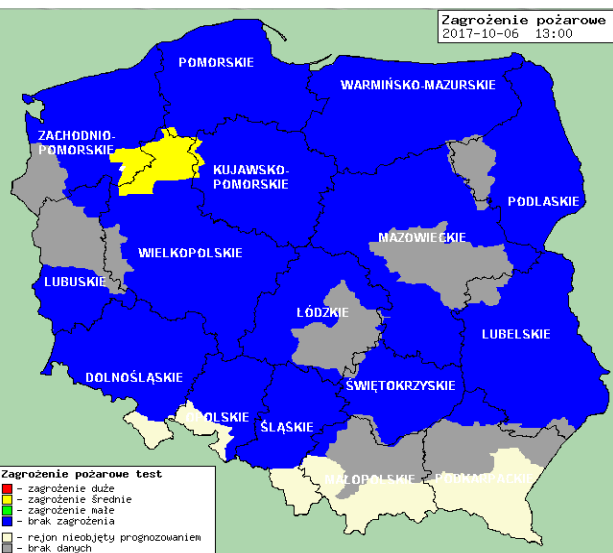 Zagrożenie pożarowe
2017-10-06 13:00
POMORSKIE
WARMIŃSKO-MAZURSKIE
ZACHODNIO-
POMORSKIE
KUJAWSKO-
POMORSKIE
PODLASKIE
MAZOWIECKIE
WIELKOPOLSKIE
LUBUSKIE
ŁÓDZKIE
LUBELSKIE
DOLNOŚLĄSKIE
OPOLSKIE
ŚWIĘTOKRZYSKIE
ŚLĄSKIE
MAŁOPOLSKIE
PODKARPACKIE
Zagrożenie pożarowe test
- zagrożenie duże
- zagrożenie średnie
- zagrożenie małe
- brak zagrożenia
- rejon nieobjęty prognozowaniem
- brak danych